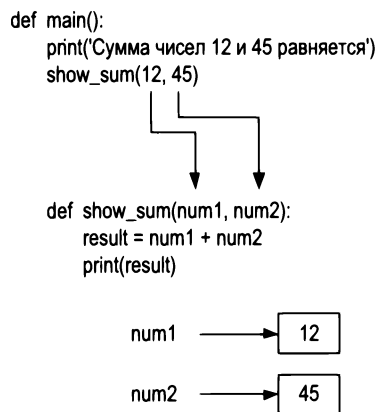 def main():
print('Сумма чисел 12 и 45 равняется')
show_sum(12, 45)
def show_sum(num1, num2):
result = num1 + num2
print(result)
num1 12
num2 45